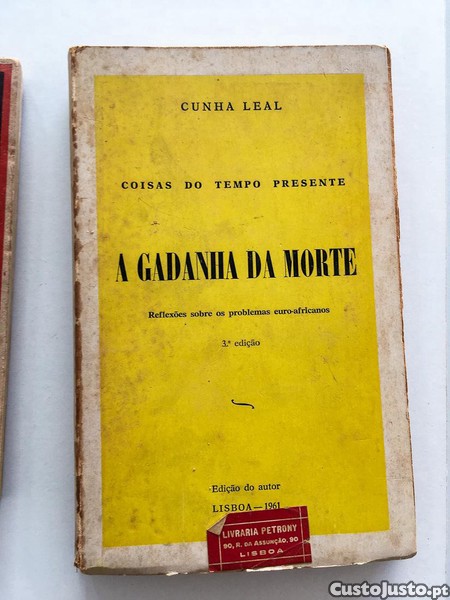 CUNHA LEAL
COISAS DO TEMPO PRESENTE
A GADANHA DA MORTE
Reflexões sobre os problemas euro-africanos
3.ª edição
Edição do autor
LISBOA — 1961
LIVRARIA PETRONY
90, R. DA ASSUNÇÃO, 90
LISBOA
CustoJusto.pt